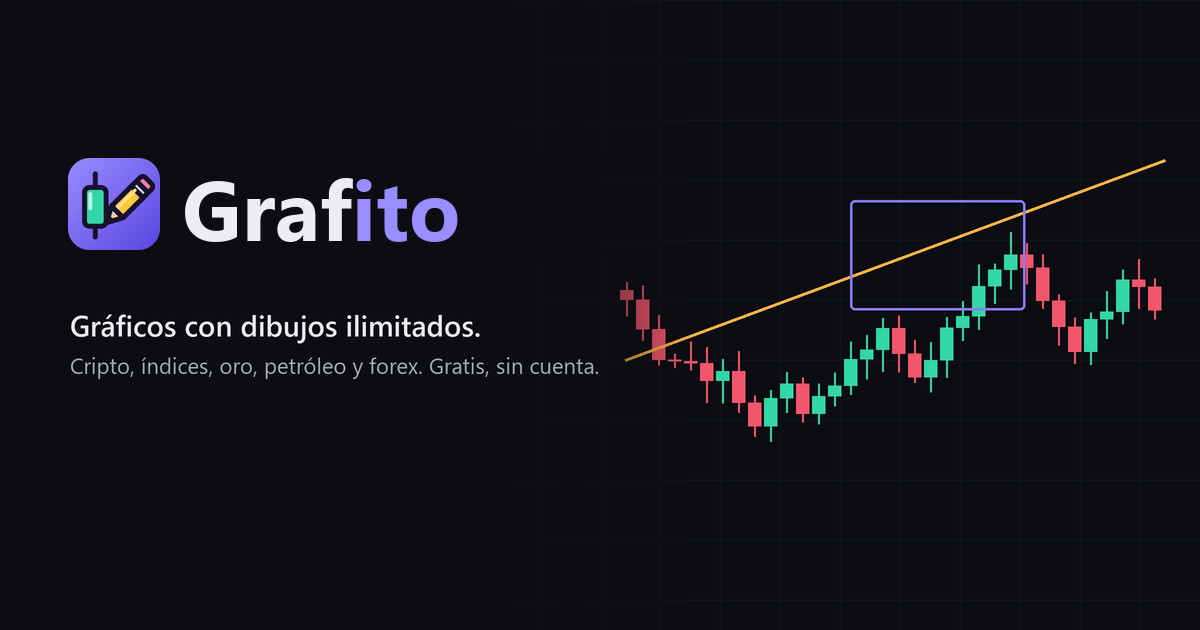 Grafito
Gráficos con dibujos ilimitados.
Cripto, índices, oro, petróleo y forex. Gratis, sin cuenta.